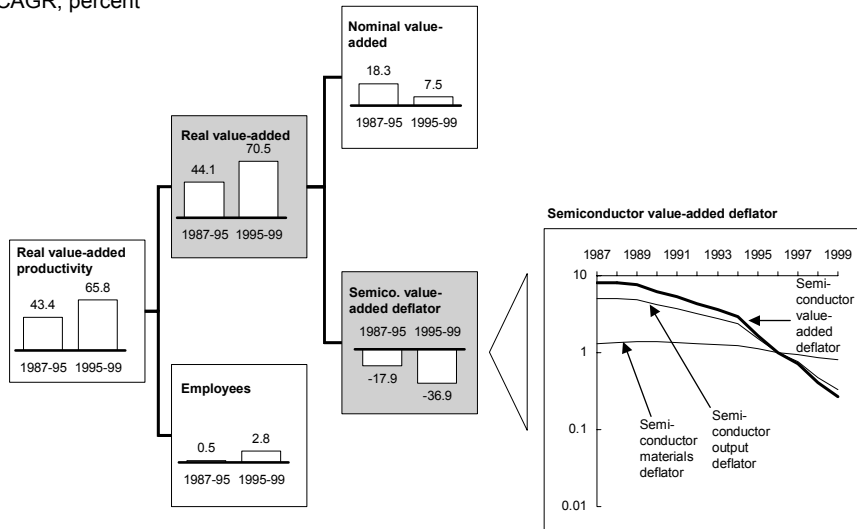 CAGR, percent
Nominal value-
added
18.3
7.5
1987-95 1995-99
Real value-added
70.5
44.1
1987-95 1995-99
Real value-added
productivity
65.8
43.4
1987-95 1995-99
Semico. value-
added deflator
1987-95 1995-99
-17.9
-36.9
Employees
2.8
0.5
1987-95 1995-99
Semiconductor value-added deflator
1987 1989 1991 1993 1995 1997 1999
10
1
0.1
0.01
Semi-
conductor
value-
added
deflator
Semi-
conductor
materials
deflator
Semi-
conductor
output
deflator